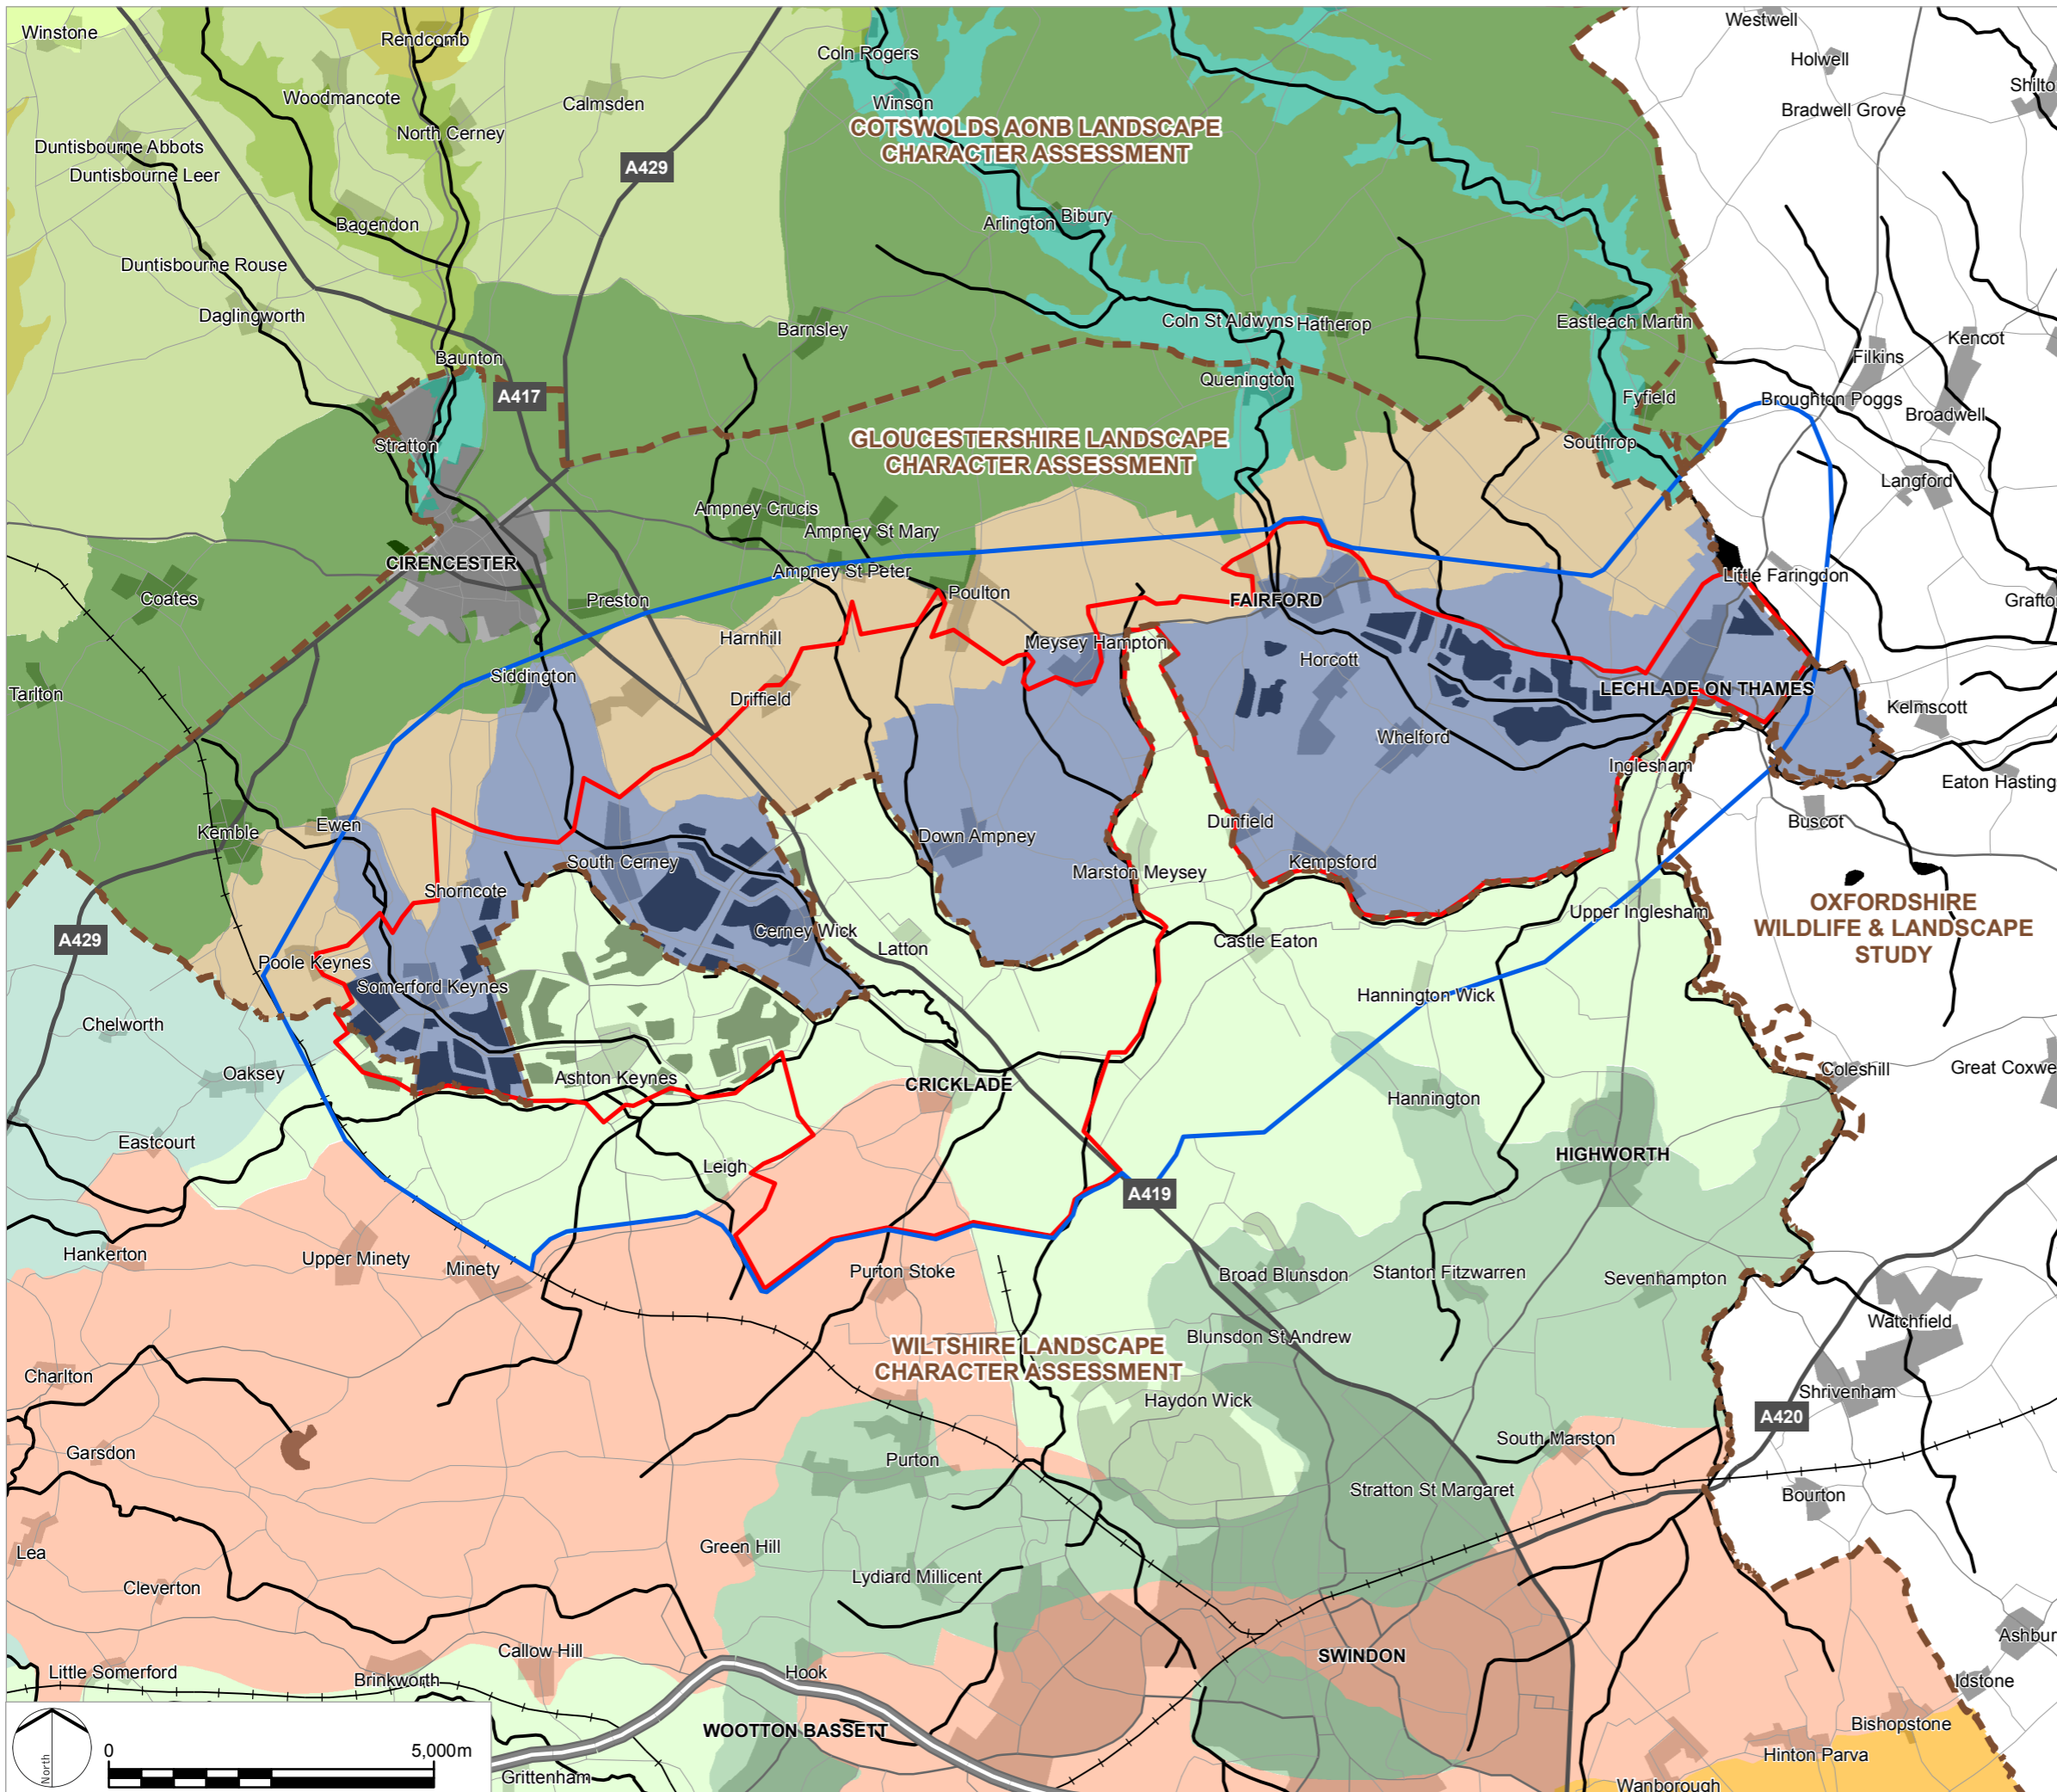 Westwell
Winstone
Rendcomb
Coln Rogers
Holwell
Shilto
Woodmancote
Calmsden
Winson
Bradwell Grove
North Cerney
COTSWOLDS AONB LANDSCAPE
CHARACTER ASSESSMENT
Duntisbourne Abbots
Duntisbourne Leer
A429
Bagendon
Arlington
Bibury
Duntisbourne Rouse
Daglingworth
Barnsley
Coln St Aldwyns
Hatherop
Eastleach Martin
Kencot
Filkins
Baunton
A417
Quenington
Fyfield
Broughton Poggs
Broadwell
Stratton
GLOUCESTERSHIRE LANDSCAPE
CHARACTER ASSESSMENT
Southrop
Langford
Ampney Crucis
Ampney St Mary
CIRENCESTER
Ampney St Peter
Little Faringdon
Coates
Preston
Poulton
FAIRFORD
Grafto
Harnhill
Meysey Hampton
Horcott
Siddington
Tarlton
Driffield
LECHLADE ON THAMES
Kelmscott
Whelford
Inglesham
Eaton Hasting
Ewen
Kemble
Down Ampney
Dunfield
Buscot
South Cerney
Kempsford
Marston Meysey
Shorncote
OXFORDSHIRE
WILDLIFE & LANDSCAPE
STUDY
Upper Inglesham
Cerney Wick
A429
Latton
Castle Eaton
Poole Keynes
Somerford Keynes
Hannington Wick
Chelworth
Oaksey
Ashton Keynes
CRICKLADE
Coleshill
Great Coxwe
Hannington
Eastcourt
HIGHWORTH
Leigh
A419
Hankerton
Upper Minety
Minety
Purton Stoke
Broad Blunsdon
Stanton Fitzwarren
Sevenhampton
Watchfield
Blunsdon St Andrew
WILTSHIRE LANDSCAPE
CHARACTER ASSESSMENT
Charlton
Haydon Wick
Shrivenham
A420
Garsdon
Purton
South Marston
Stratton St Margaret
Bourton
Green Hill
Lea
Lydiard Millicent
Cleverton
Callow Hill
SWINDON
Ashbur
Little Somerford
Brinkworth
Hook
Idstone
WOOTTON BASSETT
Bishopstone
North
0
5,000m
Hinton Parva
Grittenham
Wanborough